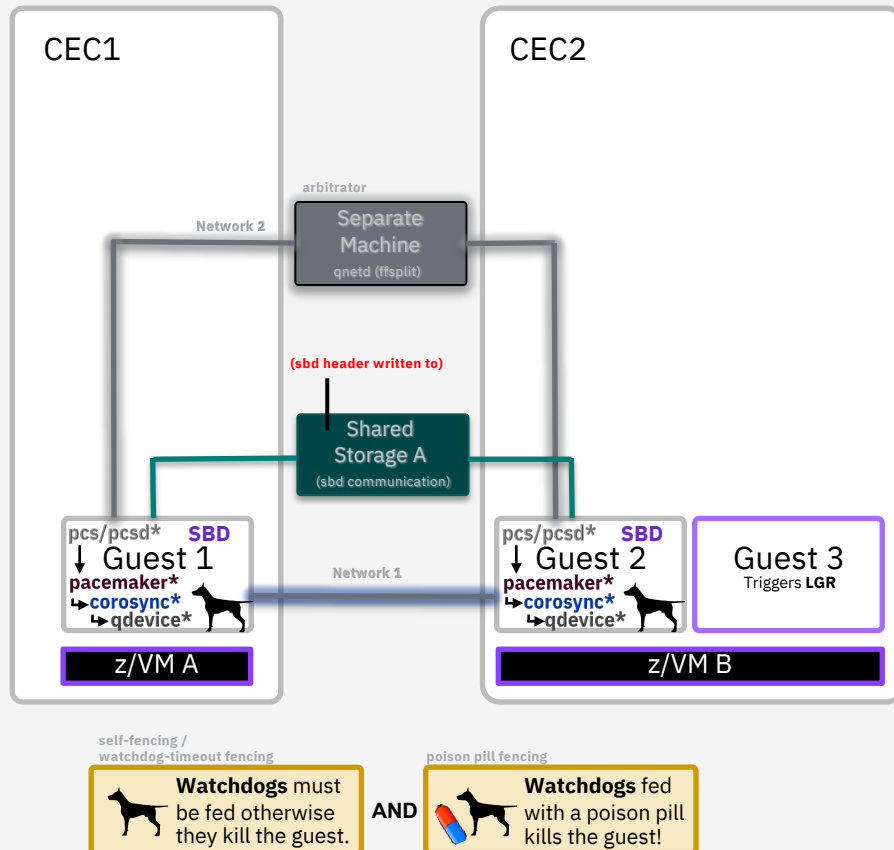 CEC1
CEC2
arbitrator
Network 2
Separate
Machine
qnetd (ffsplit)
(sbd header written to)
Shared
Storage A
(sbd communication)
pcs/pcsd*
SBD
Guest 1
pacemaker*
corosync*
qdevice*
Network 1
pcs/pcsd*
SBD
Guest 2
pacemaker*
corosync*
qdevice*
Guest 3
Triggers LGR
z/VM A
z/VM B
self-fencing /
watchdog-timeout fencing
Watchdogs must
be fed otherwise
they kill the guest.
AND
poison pill fencing
Watchdogs fed
with a poison pill
kills the guest!